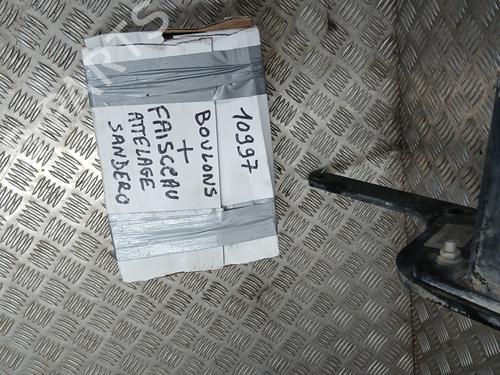 10997
BOULONS
+
FAISCEAU
ATTELAGE
SANDERO